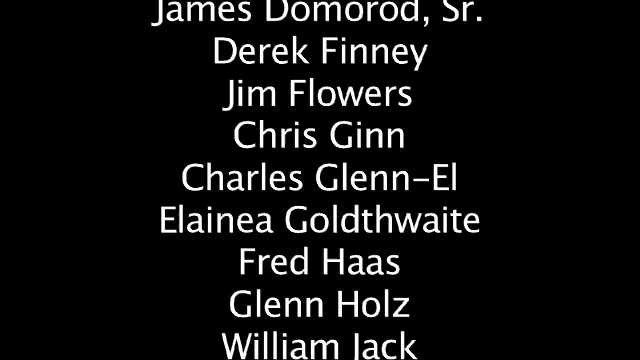 James Domorod, Sr.
Derek Finney
Jim Flowers
Chris Ginn
Charles Glenn-El
Elainea Goldthwaite
Fred Haas
Glenn Holz
William Jack